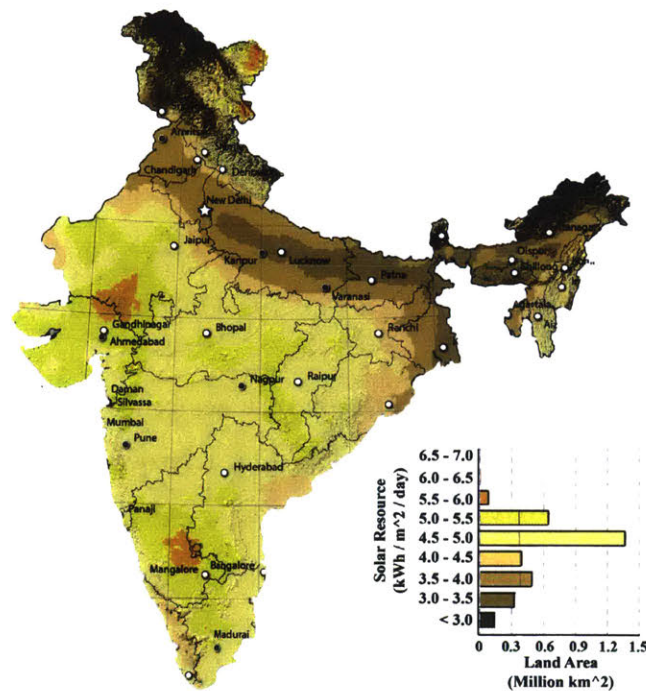 Amritsar
Chandigarh
New Delhi
Jaipur
Kanpur
Lucknow
Patna
Varanasi
Dispur
Shillong
Agartala
Gandhinagar
Ahmedabad
Bhopal
Ranchi
Daman
Silvassa
Nagpur
Raipur
Mumbai
Pune
Hyderabad
Panaji
Mangalore
Bangalore
Madurai
Solar Resource
(kWh / m^2 / day)
6.5 - 7.0
6.0 - 6.5
5.5 - 6.0
5.0 - 5.5
4.5 - 5.0
4.0 - 4.5
3.5 - 4.0
3.0 - 3.5
< 3.0
0 0.3 0.6 0.9 1.2 1.5
Land Area
(Million km^2)